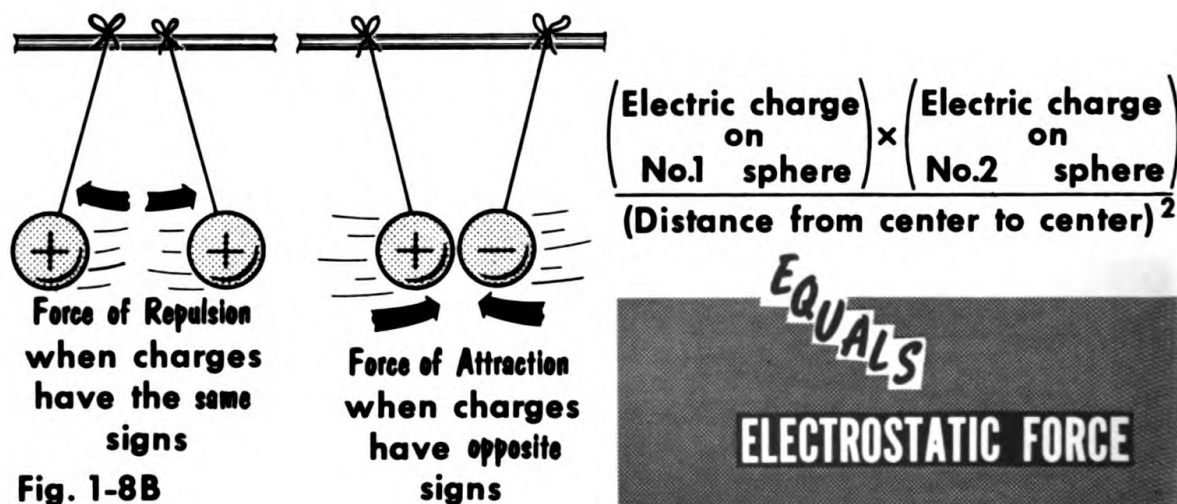 + +
Force of Repulsion
when charges
have the same
signs
Fig. 1-8B
+ −
Force of Attraction
when charges
have opposite
signs
(Electric charge on No.1 sphere) × (Electric charge on No.2 sphere)
(Distance from center to center)²
EQUALS
ELECTROSTATIC FORCE